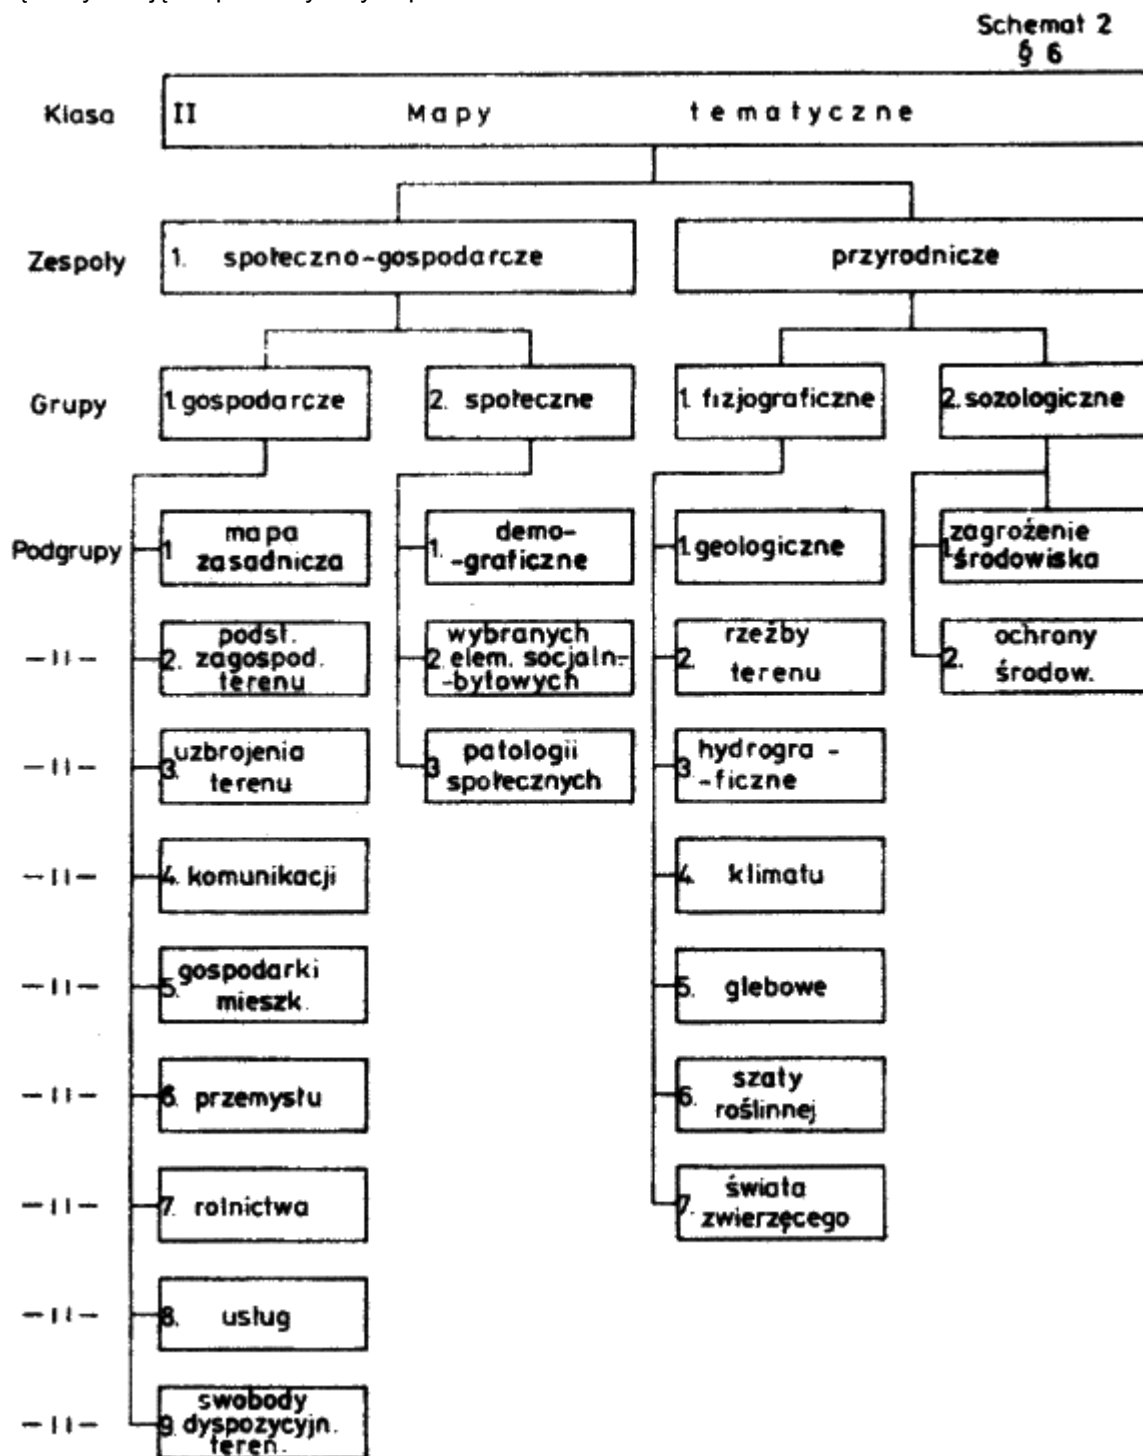 Schemat 2
§ 6
Klasa
II Mapy tematyczne
Zespoły
1. społeczno-gospodarcze
przyrodnicze
Grupy
1. gospodarcze
2. społeczne
1. fizjograficzne
2. sozologiczne
Podgrupy
1 mapa
zasadnicza
1. demo-
-graficzne
1. geologiczne
1. zagrożenie
środowiska
-II-
2. podst.
zagospod.
terenu
2. wybranych
elem. socjaln-
-bytowych
2. rzeźby
terenu
2. ochrony
środow.
-II-
3. uzbrojenia
terenu
3 patologii
społecznych
3. hydrogra-
-ficzne
-II-
4. komunikacji
4. klimatu
-II-
5. gospodarki
mieszk.
5. glebowe
-II-
6. przemysłu
6. szaty
roślinnej
-II-
7. rolnictwa
7. świata
zwierzęcego
-II-
8. usług
-II-
9. swobody
dyspozycyjn.
teren.